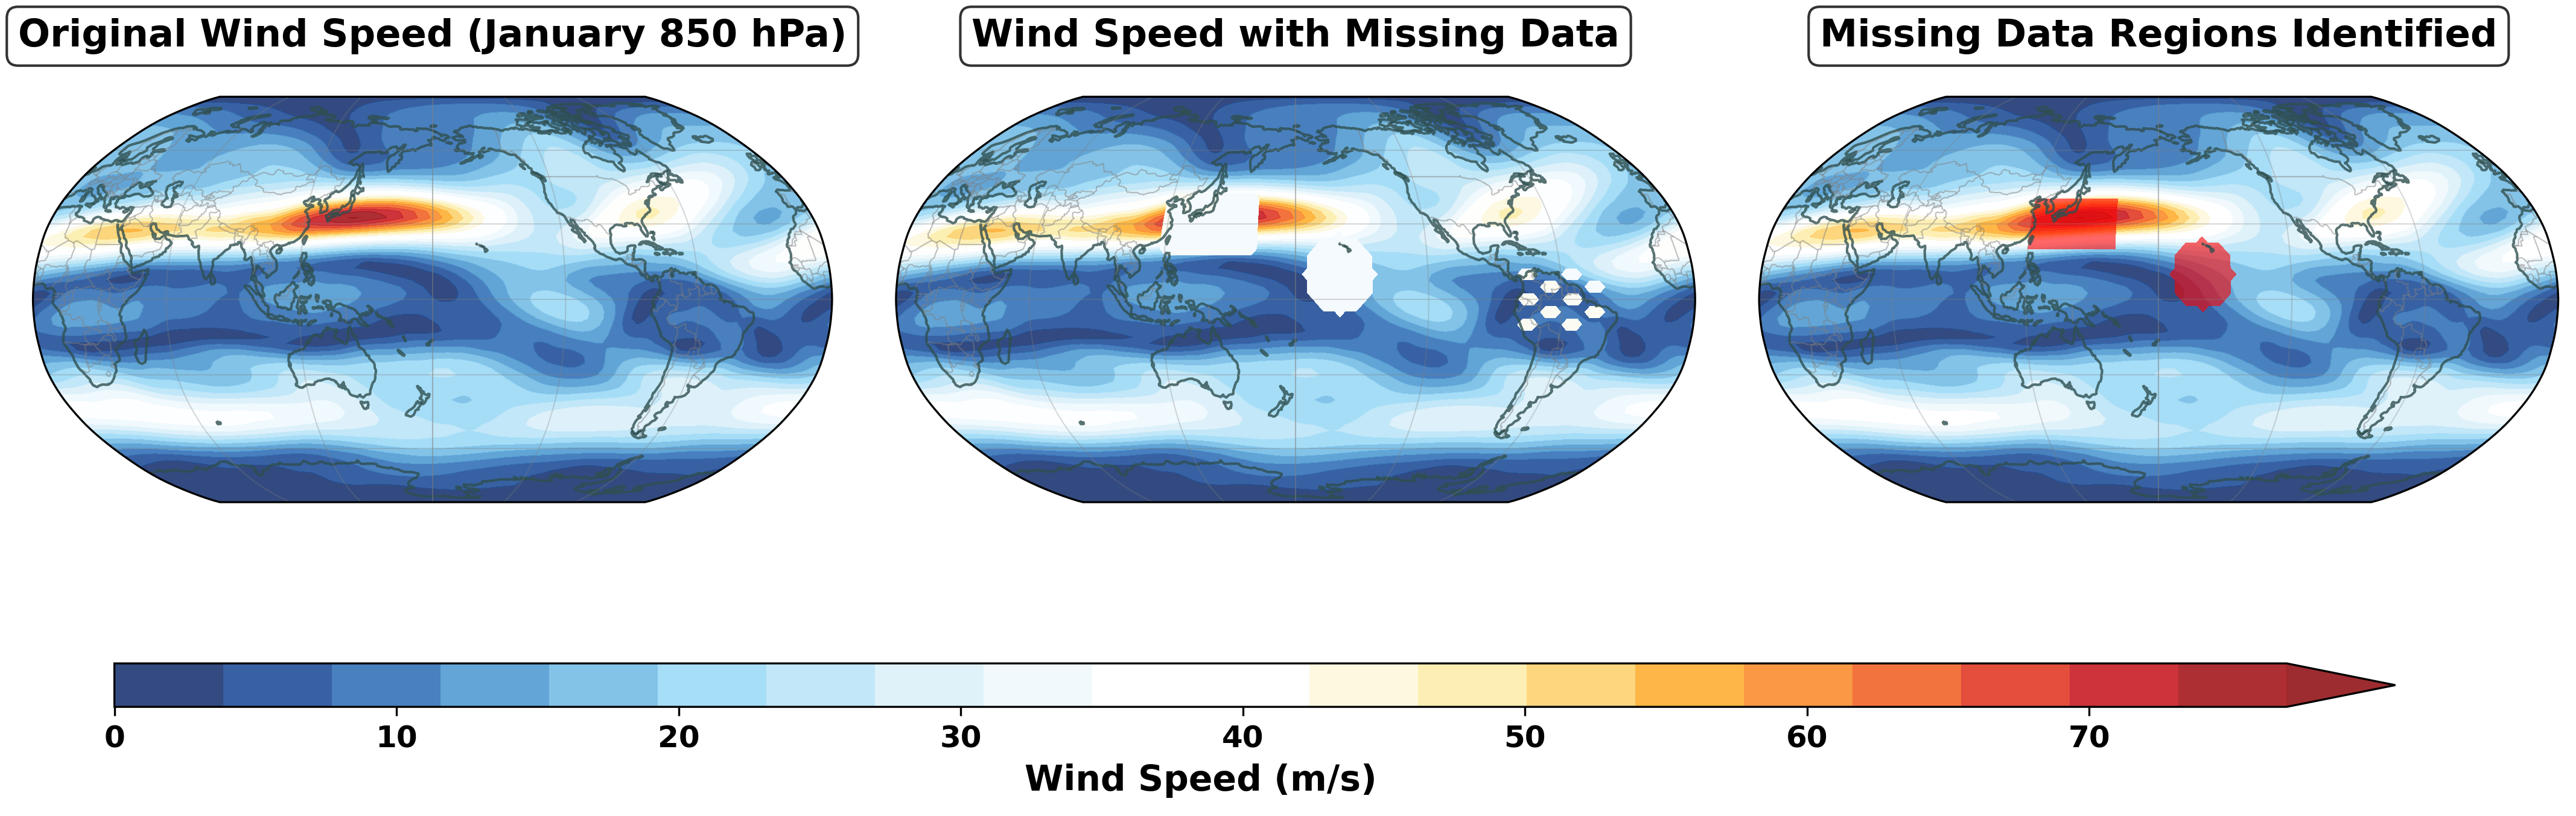 Original Wind Speed (January 850 hPa)
Wind Speed with Missing Data
Missing Data Regions Identified
0 10 20 30 40 50 60 70
Wind Speed (m/s)